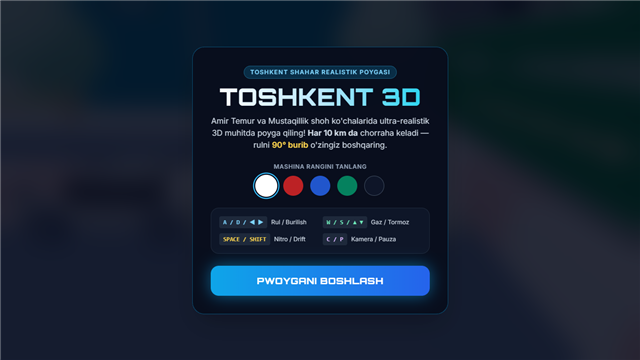 TOSHKENT SHAHAR REALISTIK POYGASI
TOSHKENT 3D
Amir Temur va Mustaqillik shoh ko'chalarida ultra-realistik
3D muhitda poyga qiling! Har 10 km da chorraha keladi —
rulni 90° burib o'zingiz boshqaring.
MASHINA RANGINI TANLANG
A / D / ◀ ▶ Rul / Burilish
W / S / ▲ ▼ Gaz / Tormoz
SPACE / SHIFT Nitro / Drift
C / P Kamera / Pauza
PWOYGANI BOSHLASH